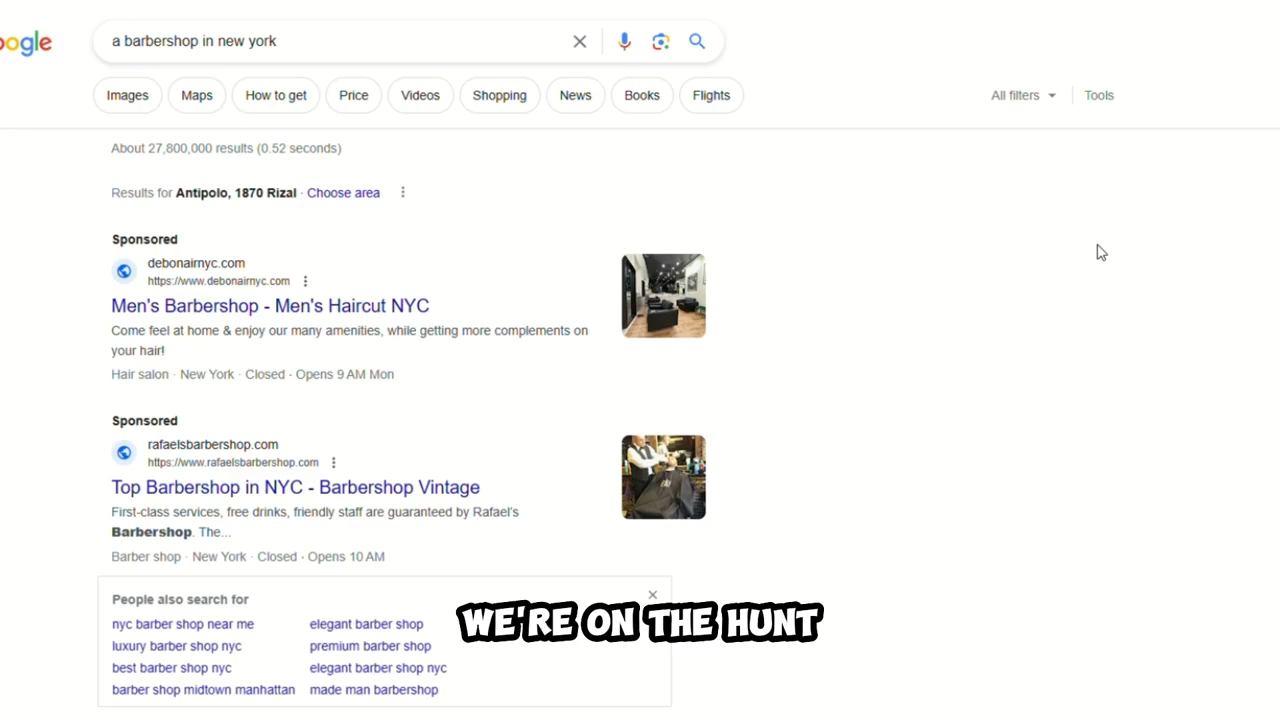 oogle
a barbershop in new york
Images
Maps
How to get
Price
Videos
Shopping
News
Books
Flights
All filters
Tools
About 27,800,000 results (0.52 seconds)
Results for Antipolo, 1870 Rizal · Choose area
Sponsored
debonairnyc.com
https://www.debonairnyc.com
Men's Barbershop - Men's Haircut NYC
Come feel at home & enjoy our many amenities, while getting more complements on
your hair!
Hair salon · New York · Closed · Opens 9 AM Mon
Sponsored
rafaelsbarbershop.com
https://www.rafaelsbarbershop.com
Top Barbershop in NYC - Barbershop Vintage
First-class services, free drinks, friendly staff are guaranteed by Rafael's
Barbershop. The...
Barber shop · New York · Closed · Opens 10 AM
People also search for
nyc barber shop near me
elegant barber shop
luxury barber shop nyc
premium barber shop
best barber shop nyc
elegant barber shop nyc
barber shop midtown manhattan
made man barbershop
WE'RE ON THE HUNT